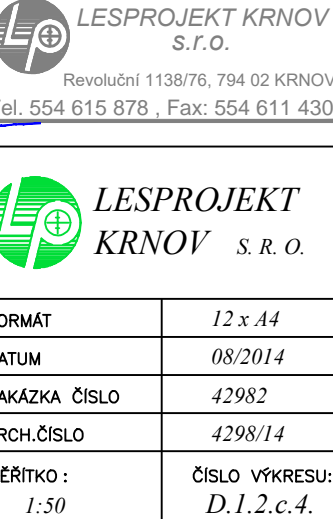 LESPROJEKT KRNOV
s.r.o.
Revoluční 1138/76, 794 02 KRNOV
el. 554 615 878 , Fax: 554 611 430
LESPROJEKT
KRNOV S. R. O.
ORMÁT 12 x A4
ATUM 08/2014
AKÁZKA ČÍSLO 42982
RCH.ČÍSLO 4298/14
ĚŘÍTKO : ČÍSLO VÝKRESU:
1:50 D.1.2.c.4.